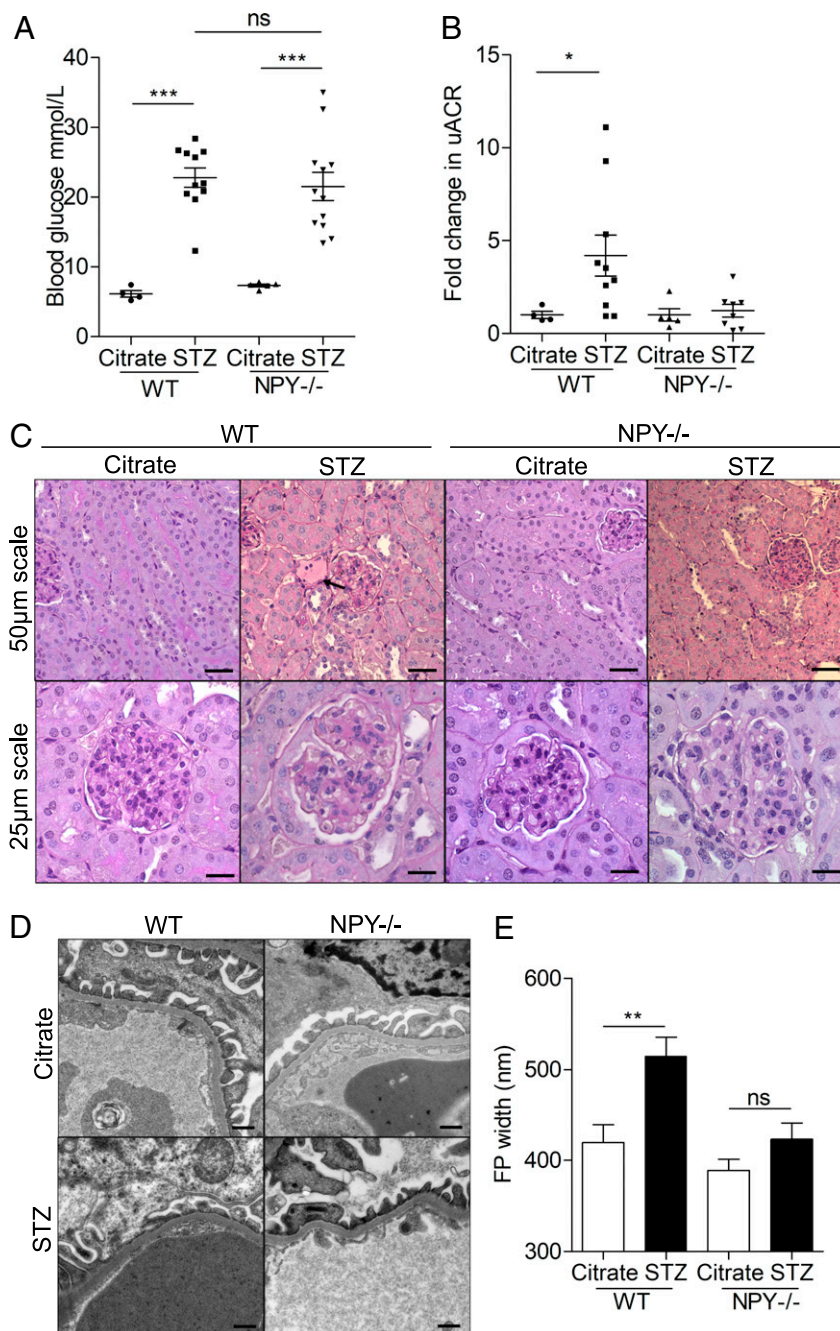 A
ns
***
***
Blood glucose mmol/L
40
30
20
10
0
Citrate STZ
Citrate STZ
WT
NPY-/-
B
*
Fold change in uACR
15
10
5
0
Citrate STZ
Citrate STZ
WT
NPY-/-
C
WT
NPY-/-
Citrate
STZ
Citrate
STZ
50µm scale
25µm scale
D
WT
NPY-/-
Citrate
STZ
E
**
ns
FP width (nm)
600
500
400
300
Citrate STZ
Citrate STZ
WT
NPY-/-